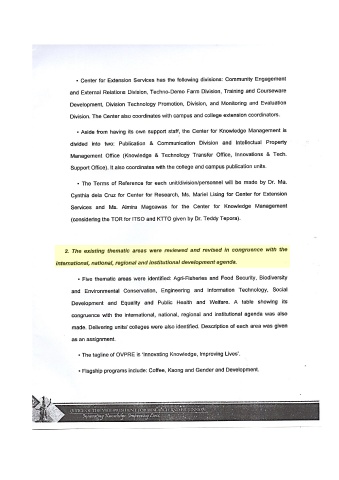 • Center for Extension Services has the following divisions: Community Engagement
and External Relations Division, Techno-Demo Farm Division, Training and Courseware
Development, Division Technology Promotion, Division, and Monitoring and Evaluation
Division. The Center also coordinates with campus and college extension coordinators.
• Aside from having its own support staff, the Center for Knowledge Management is
divided into two: Publication & Communication Division and Intellectual Property
Management Office (Knowledge & Technology Transfer Office, Innovations & Tech.
Support Office). It also coordinates with the college and campus publication units.
• The Terms of Reference for each unit/division/personnel will be made by Dr. Ma.
Cynthia dela Cruz for Center for Research, Ms. Mariel Lising for Center for Extension
Services and Ms. Almira Magcawas for the Center for Knowledge Management
(considering the TOR for ITSO and KTTO given by Dr. Teddy Tepora).
2. The existing thematic areas were reviewed and revised in congruence with the
international, national, regional and institutional development agenda.
• Five thematic areas were identified: Agri-Fisheries and Food Security, Biodiversity
and Environmental Conservation, Engineering and Information Technology, Social
Development and Equality and Public Health and Welfare. A table showing its
congruence with the international, national, regional and institutional agenda was also
made. Delivering units/ colleges were also identified. Description of each area was given
as an assignment.
• The tagline of OVPRE is ‘Innovating Knowledge, Improving Lives’.
• Flagship programs include: Coffee, Kaong and Gender and Development.
OFFICE OF THE VICE PRESIDENT FOR RESEARCH AND EXTENSION
Innovating Knowledge, Improving Lives